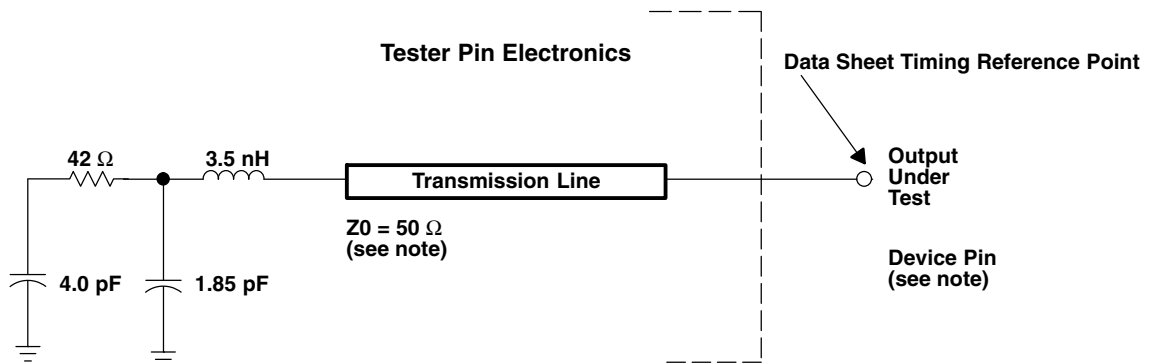 Tester Pin Electronics
Data Sheet Timing Reference Point
42 Ω
3.5 nH
Transmission Line
Output
Under
Test
Z0 = 50 Ω
(see note)
Device Pin
(see note)
4.0 pF
1.85 pF